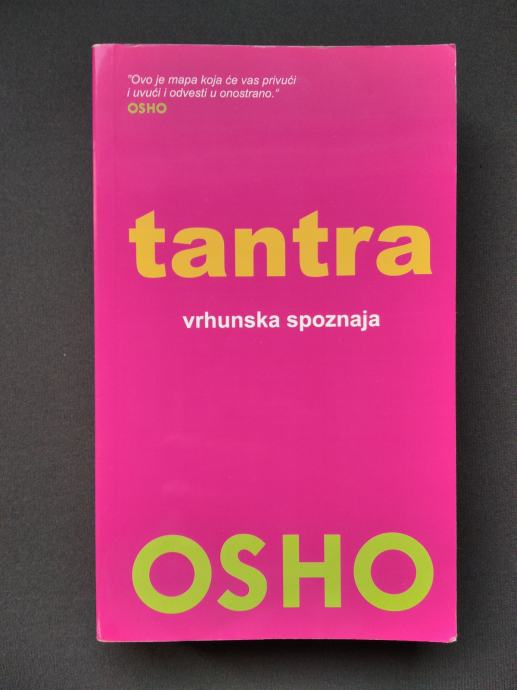 "Ovo je mapa koja će vas privući
i uvući i odvesti u onostrano."
OSHO
tantra
vrhunska spoznaja
OSHO